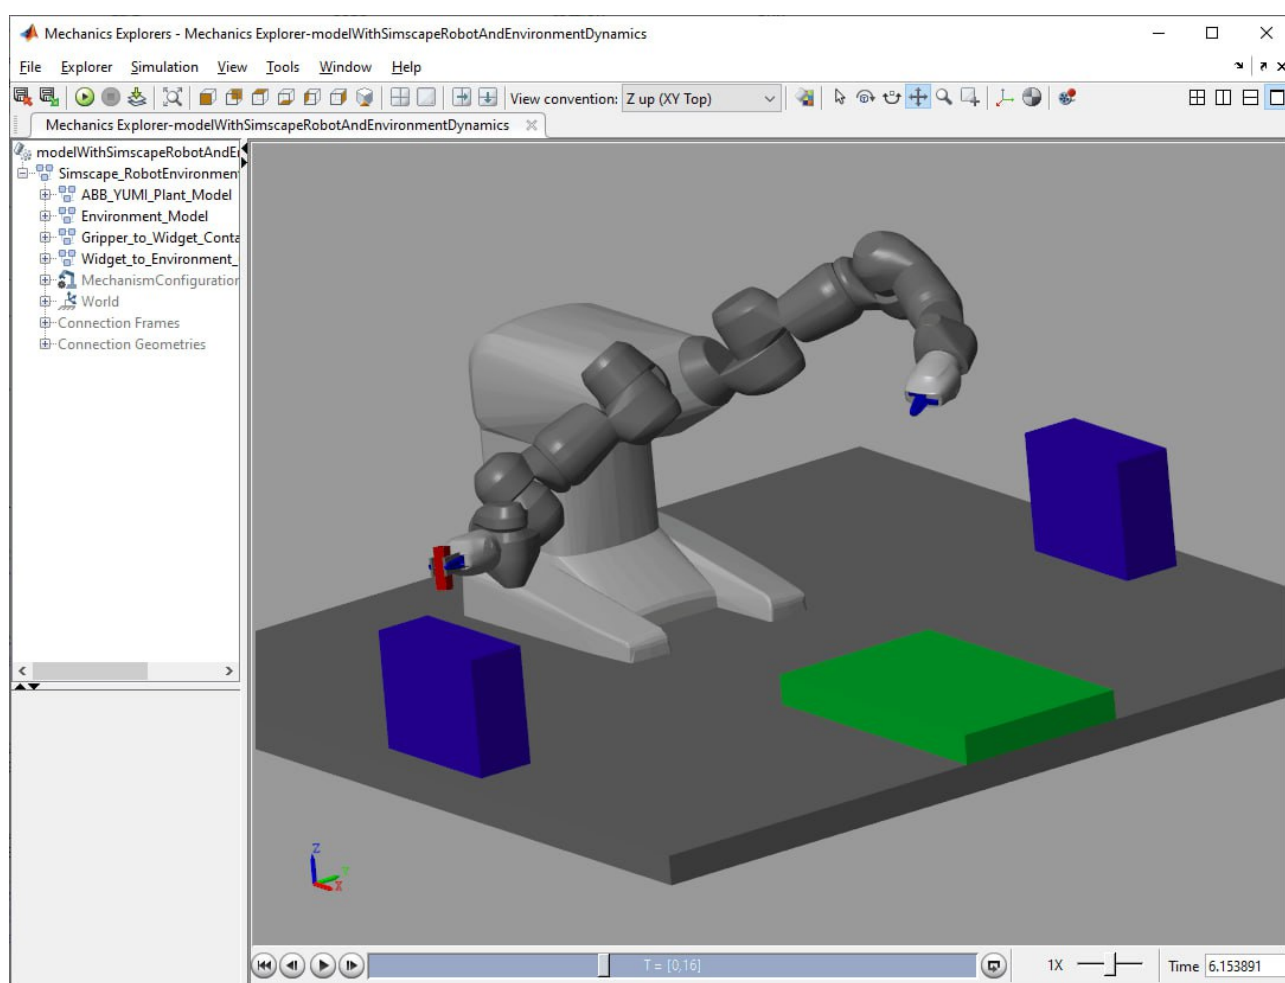 Mechanics Explorers - Mechanics Explorer-modelWithSimscapeRobotAndEnvironmentDynamics
File Explorer Simulation View Tools Window Help
View convention: Z up (XY Top)
Mechanics Explorer-modelWithSimscapeRobotAndEnvironmentDynamics
modelWithSimscapeRobotAndE
Simscape_RobotEnvironmen
ABB_YUMI_Plant_Model
Environment_Model
Gripper_to_Widget_Conta
Widget_to_Environment_
MechanismConfiguration
World
Connection Frames
Connection Geometries
Z
X
T = [0,16]
1X
Time 6.153891